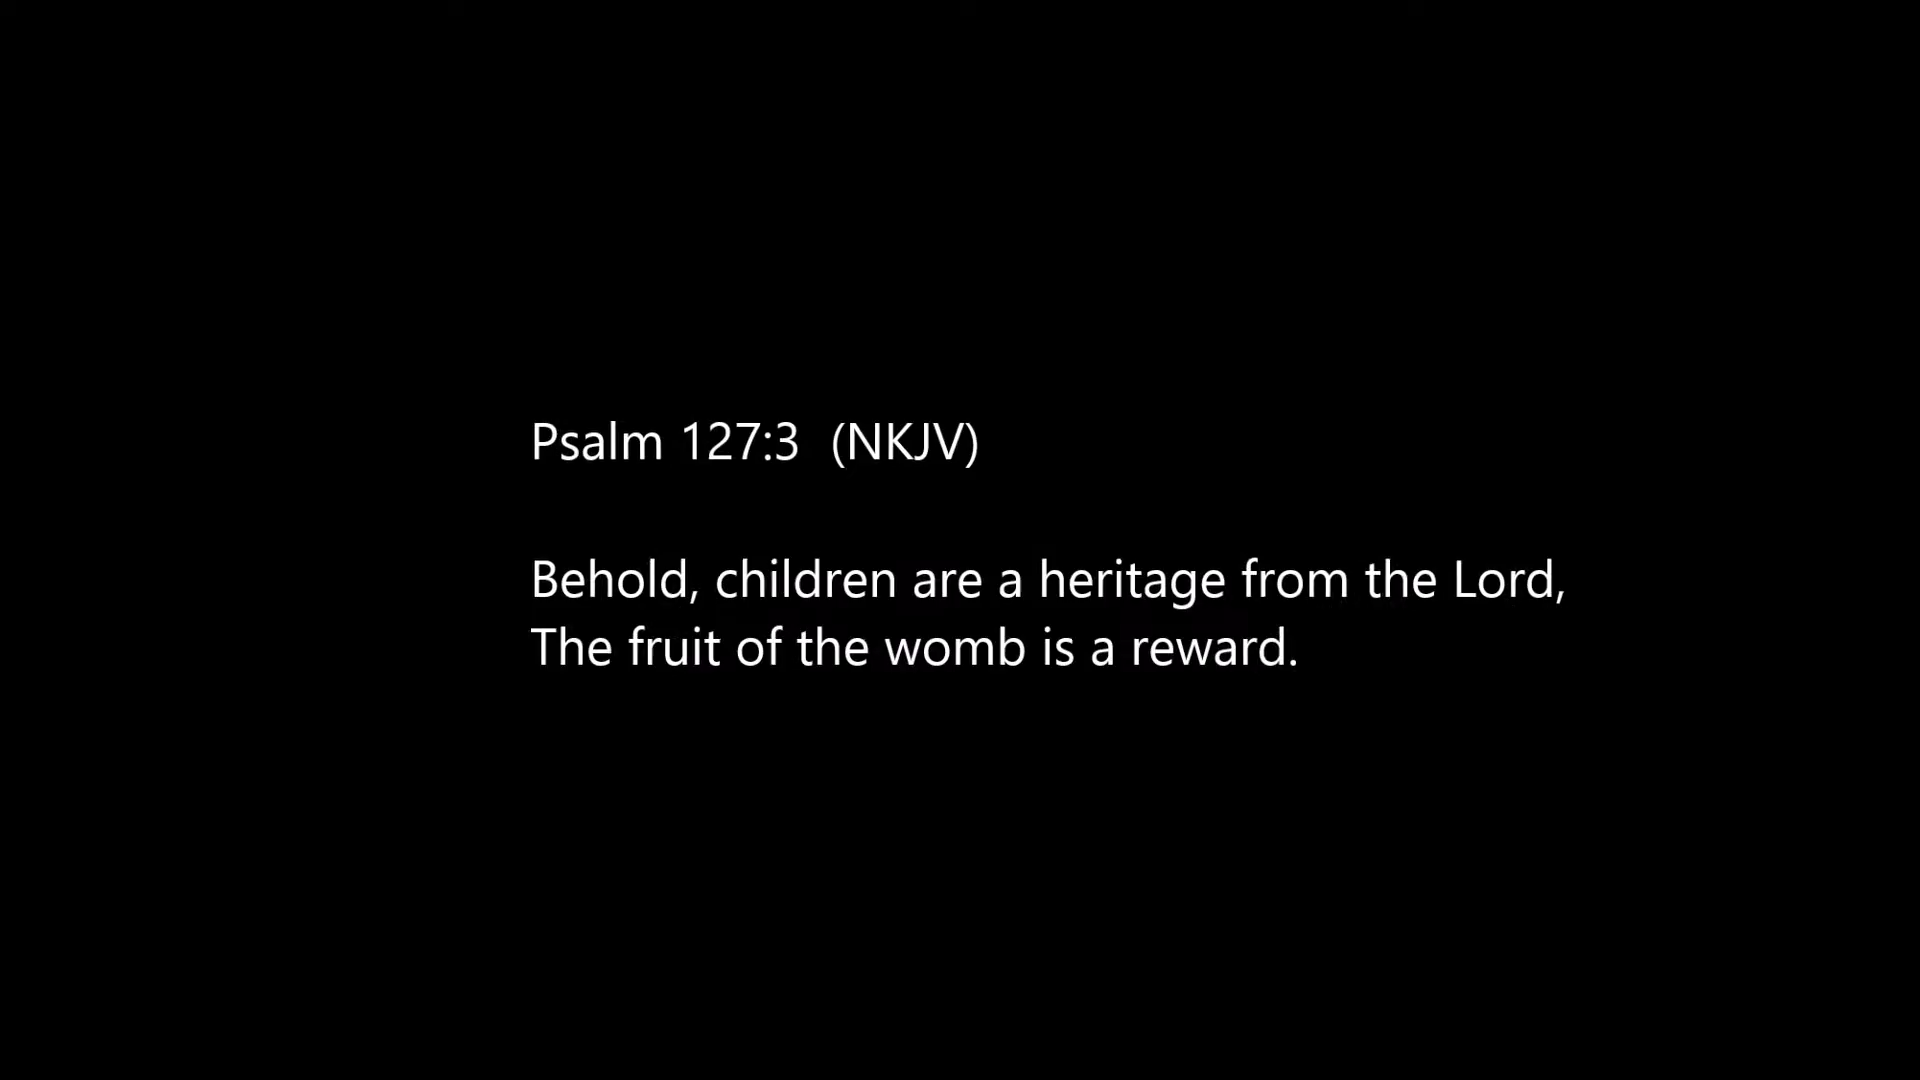 Psalm 127:3  (NKJV)
Behold, children are a heritage from the Lord,
The fruit of the womb is a reward.